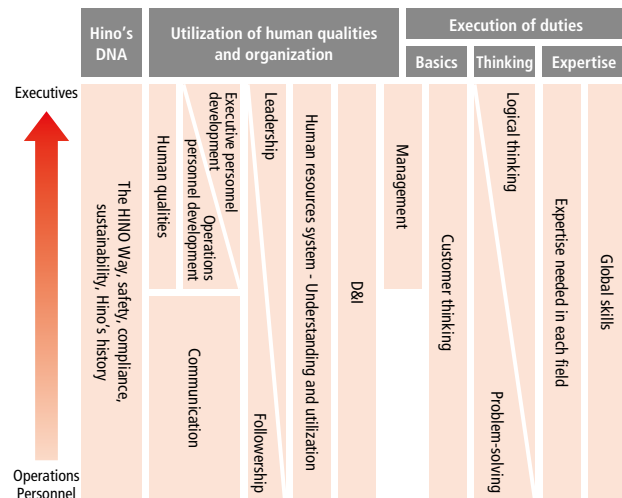 Hino's
DNA
Utilization of human qualities
and organization
Execution of duties
Basics
Thinking
Expertise
Executives
Operations
Personnel
The HINO Way, safety, compliance,
sustainability, Hino's history
Human qualities
Executive personnel
development
Operations
personnel development
Communication
Leadership
Followership
Human resources system - Understanding and utilization
D&I
Management
Customer thinking
Logical thinking
Problem-solving
Expertise needed in each field
Global skills